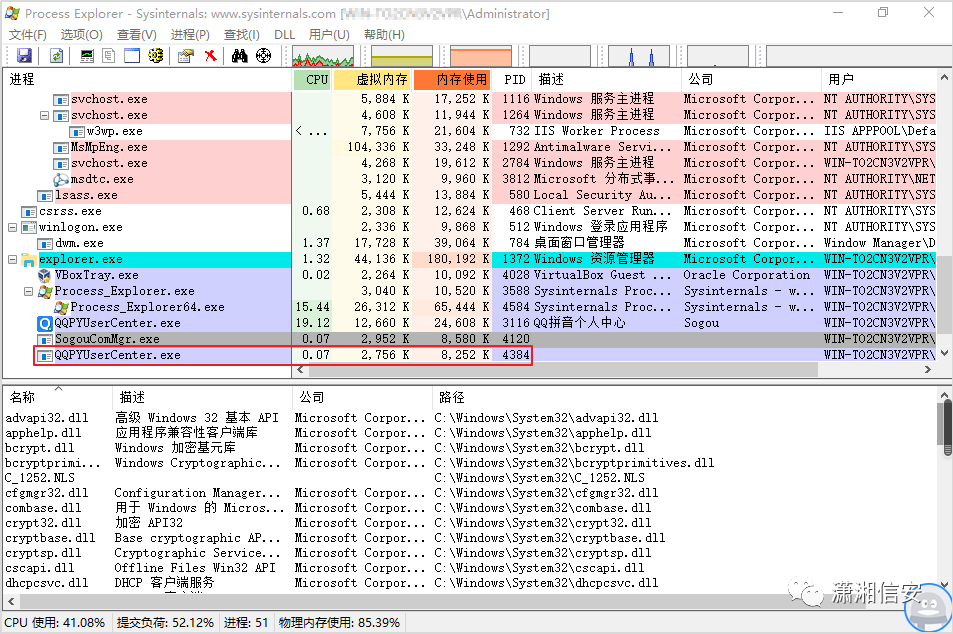 Process Explorer - Sysinternals: www.sysinternals.com [\Administrator]
文件(F) 选项(O) 查看(V) 进程(P) 查找(I) DLL 用户(U) 帮助(H)
进程 CPU 虚拟内存 内存使用 PID 描述 公司 用户
svchost.exe 5,884 K 17,252 K 1116 Windows 服务主进程 Microsoft Corpor... NT AUTHORITY\SYS
svchost.exe 4,608 K 11,944 K 1264 Windows 服务主进程 Microsoft Corpor... NT AUTHORITY\SYS
w3wp.exe < ... 7,756 K 21,604 K 732 IIS Worker Process Microsoft Corpor... IIS APPPOOL\Defa
MsMpEng.exe 104,336 K 33,248 K 1292 Antimalware Servi... Microsoft Corpor... NT AUTHORITY\SYS
svchost.exe 4,268 K 19,612 K 2784 Windows 服务主进程 Microsoft Corpor... WIN-TO2CN3V2VPR\
msdtc.exe 3,120 K 9,960 K 3812 Microsoft 分布式事... Microsoft Corpor... NT AUTHORITY\NET
lsass.exe 5,444 K 13,884 K 580 Local Security Au... Microsoft Corpor... NT AUTHORITY\SYS
csrss.exe 0.68 2,308 K 12,624 K 468 Client Server Run... Microsoft Corpor... NT AUTHORITY\SYS
winlogon.exe 2,336 K 9,868 K 512 Windows 登录应用程序 Microsoft Corpor... NT AUTHORITY\SYS
dwm.exe 1.37 17,728 K 39,064 K 784 桌面窗口管理器 Microsoft Corpor... Window Manager\D
explorer.exe 1.32 44,136 K 180,192 K 1372 Windows 资源管理器 Microsoft Corpor... WIN-TO2CN3V2VPR\
VBoxTray.exe 0.02 2,264 K 10,092 K 4028 VirtualBox Guest ... Oracle Corporation WIN-TO2CN3V2VPR\
Process_Explorer.exe 3,040 K 10,520 K 3588 Sysinternals Proc... Sysinternals - w... WIN-TO2CN3V2VPR\
Process_Explorer64.exe 15.44 26,312 K 65,444 K 4584 Sysinternals Proc... Sysinternals - w... WIN-TO2CN3V2VPR\
QQPYUserCenter.exe 19.12 12,660 K 24,608 K 3116 QQ拼音个人中心 Sogou WIN-TO2CN3V2VPR\
SogouComMgr.exe 0.07 2,952 K 8,580 K 4120 WIN-TO2CN3V2VPR\
QQPYUserCenter.exe 0.07 2,756 K 8,252 K 4384 WIN-TO2CN3V2VPR\
名称 描述 公司 路径
advapi32.dll 高级 Windows 32 基本 API Microsoft Corpor... C:\Windows\System32\advapi32.dll
apphelp.dll 应用程序兼容性客户端库 Microsoft Corpor... C:\Windows\System32\apphelp.dll
bcrypt.dll Windows 加密基元库 Microsoft Corpor... C:\Windows\System32\bcrypt.dll
bcryptprimi... Windows Cryptographic... Microsoft Corpor... C:\Windows\System32\bcryptprimitives.dll
C_1252.NLS C:\Windows\System32\C_1252.NLS
cfgmgr32.dll Configuration Manager... Microsoft Corpor... C:\Windows\System32\cfgmgr32.dll
combase.dll 用于 Windows 的 Micros... Microsoft Corpor... C:\Windows\System32\combase.dll
crypt32.dll 加密 API32 Microsoft Corpor... C:\Windows\System32\crypt32.dll
cryptbase.dll Base cryptographic AP... Microsoft Corpor... C:\Windows\System32\cryptbase.dll
cryptsp.dll Cryptographic Service... Microsoft Corpor... C:\Windows\System32\cryptsp.dll
cscapi.dll Offline Files Win32 API Microsoft Corpor... C:\Windows\System32\cscapi.dll
dhcpcsvc.dll DHCP 客户端服务 Microsoft Corpor... C:\Windows\System32\dhcpcsvc.dll
潇湘信安
CPU 使用: 41.08% 提交负荷: 52.12% 进程: 51 物理内存使用: 85.39%